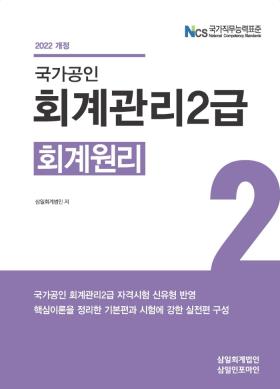 NCS 국가직무능력표준
National Competency Standards
2022 개정
국가공인
회계관리2급
회계원리
2
삼일회계법인 저
국가공인 회계관리2급 자격시험 신유형 반영
핵심이론을 정리한 기본편과 시험에 강한 실전편 구성
삼일회계법인
삼일인포마인